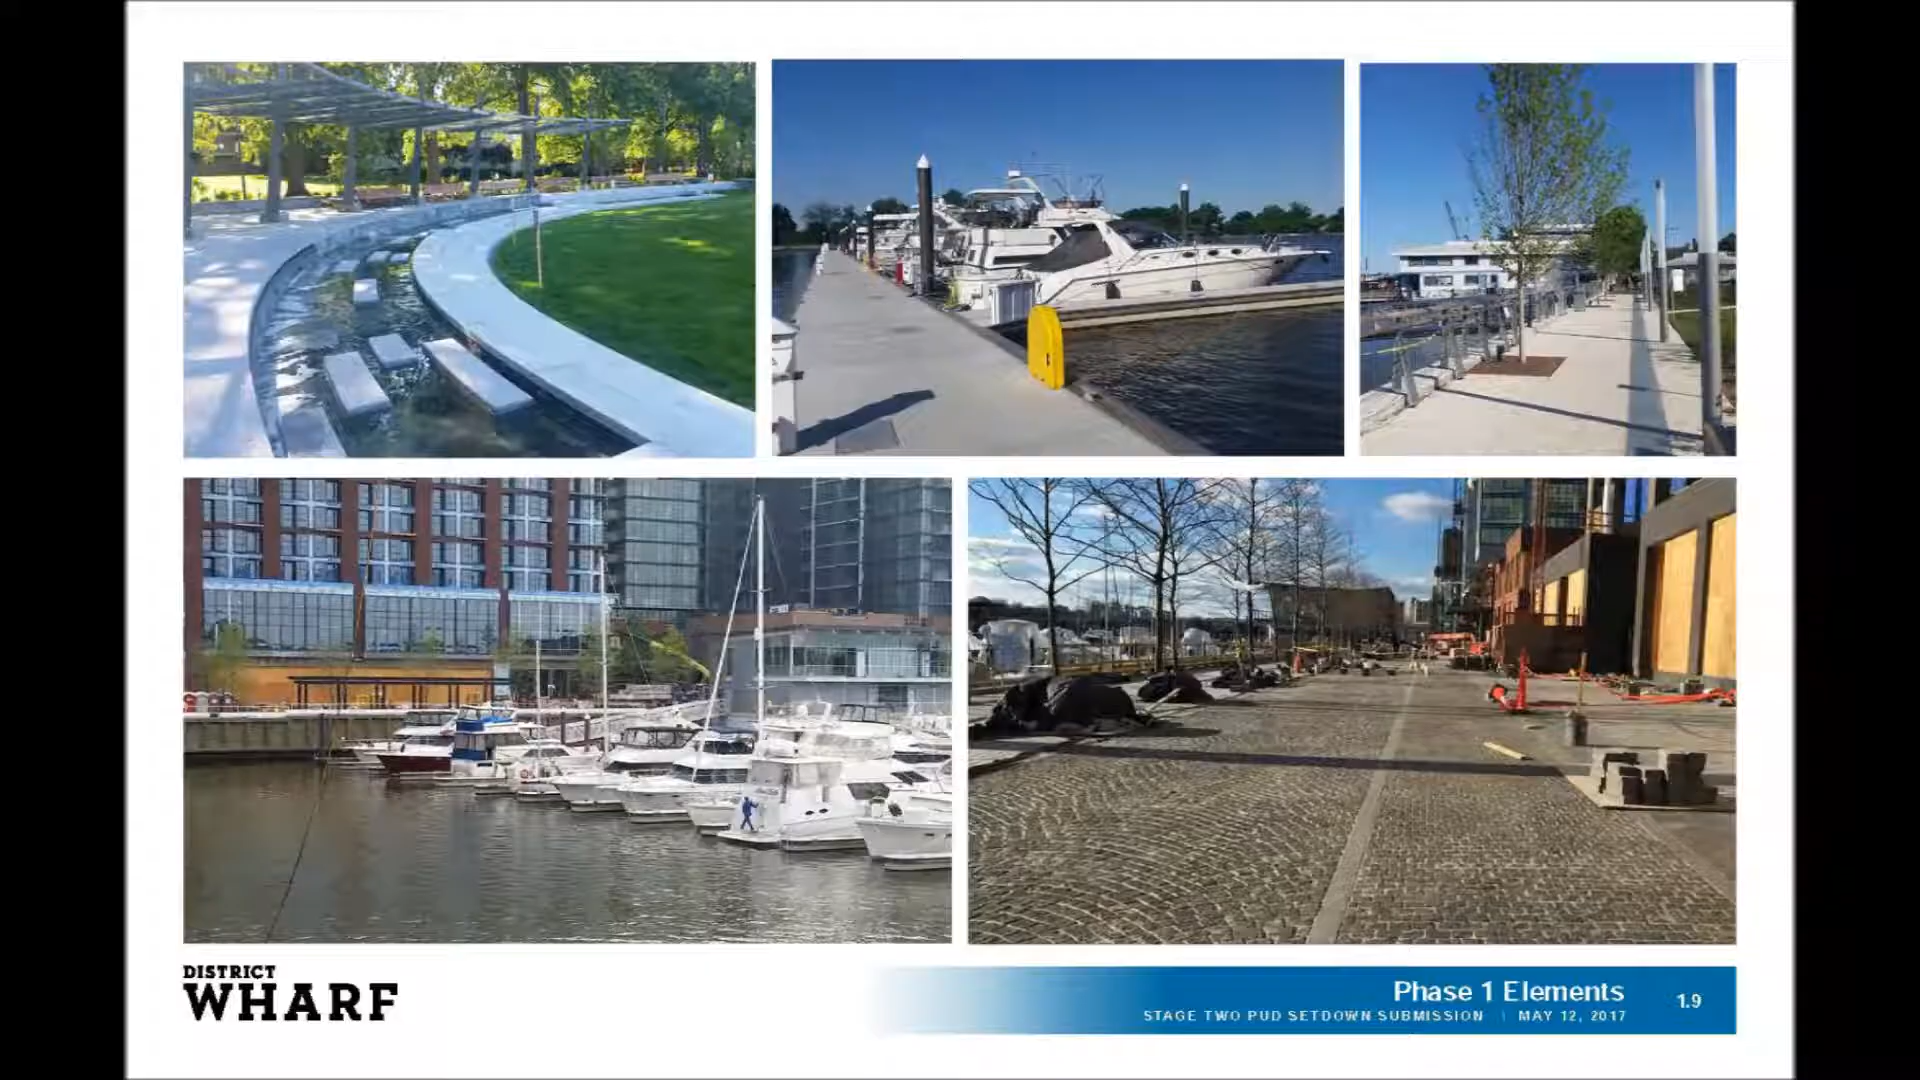 DISTRICT
WHARF
Phase 1 Elements
STAGE TWO PUD SETDOWN SUBMISSION | MAY 12, 2017
1.9